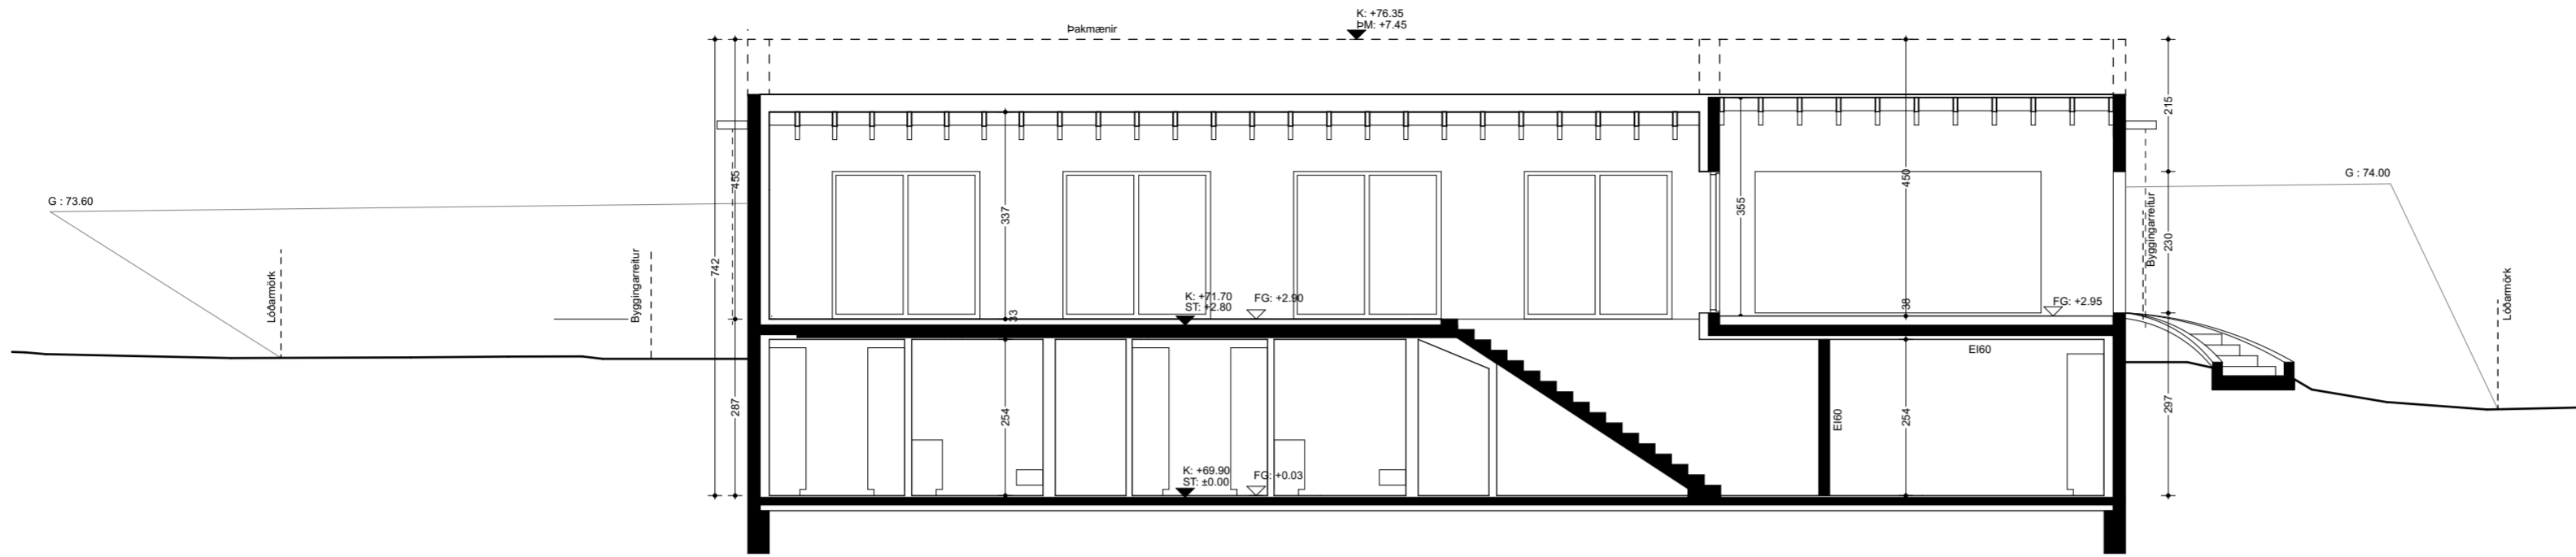 K: +76.35
ÞM: +7.45
Þakmænir
G : 73.60
G : 74.00
Lóðarmörk
Byggingarreitur
742
455
287
337
33
254
K: +71.70
ST: +2.80
FG: +2.90
K: +69.90
ST: ±0.00
FG: +0.03
355
450
38
254
FG: +2.95
EI60
EI60
215
230
297
Byggingarreitur
Lóðarmörk